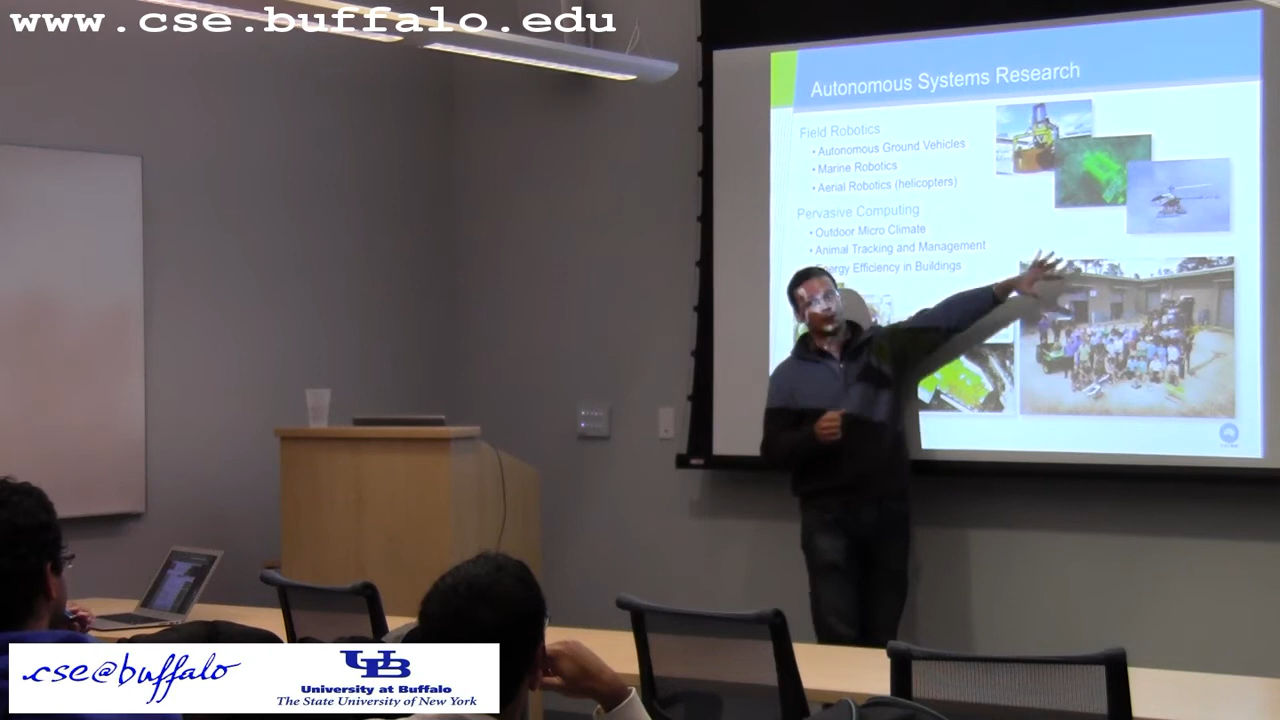 www.cse.buffalo.edu
Autonomous Systems Research
Field Robotics
• Autonomous Ground Vehicles
• Marine Robotics
• Aerial Robotics (helicopters)
Pervasive Computing
• Outdoor Micro Climate
• Animal Tracking and Management
Energy Efficiency in Buildings
cse@buffalo
UB
University at Buffalo
The State University of New York